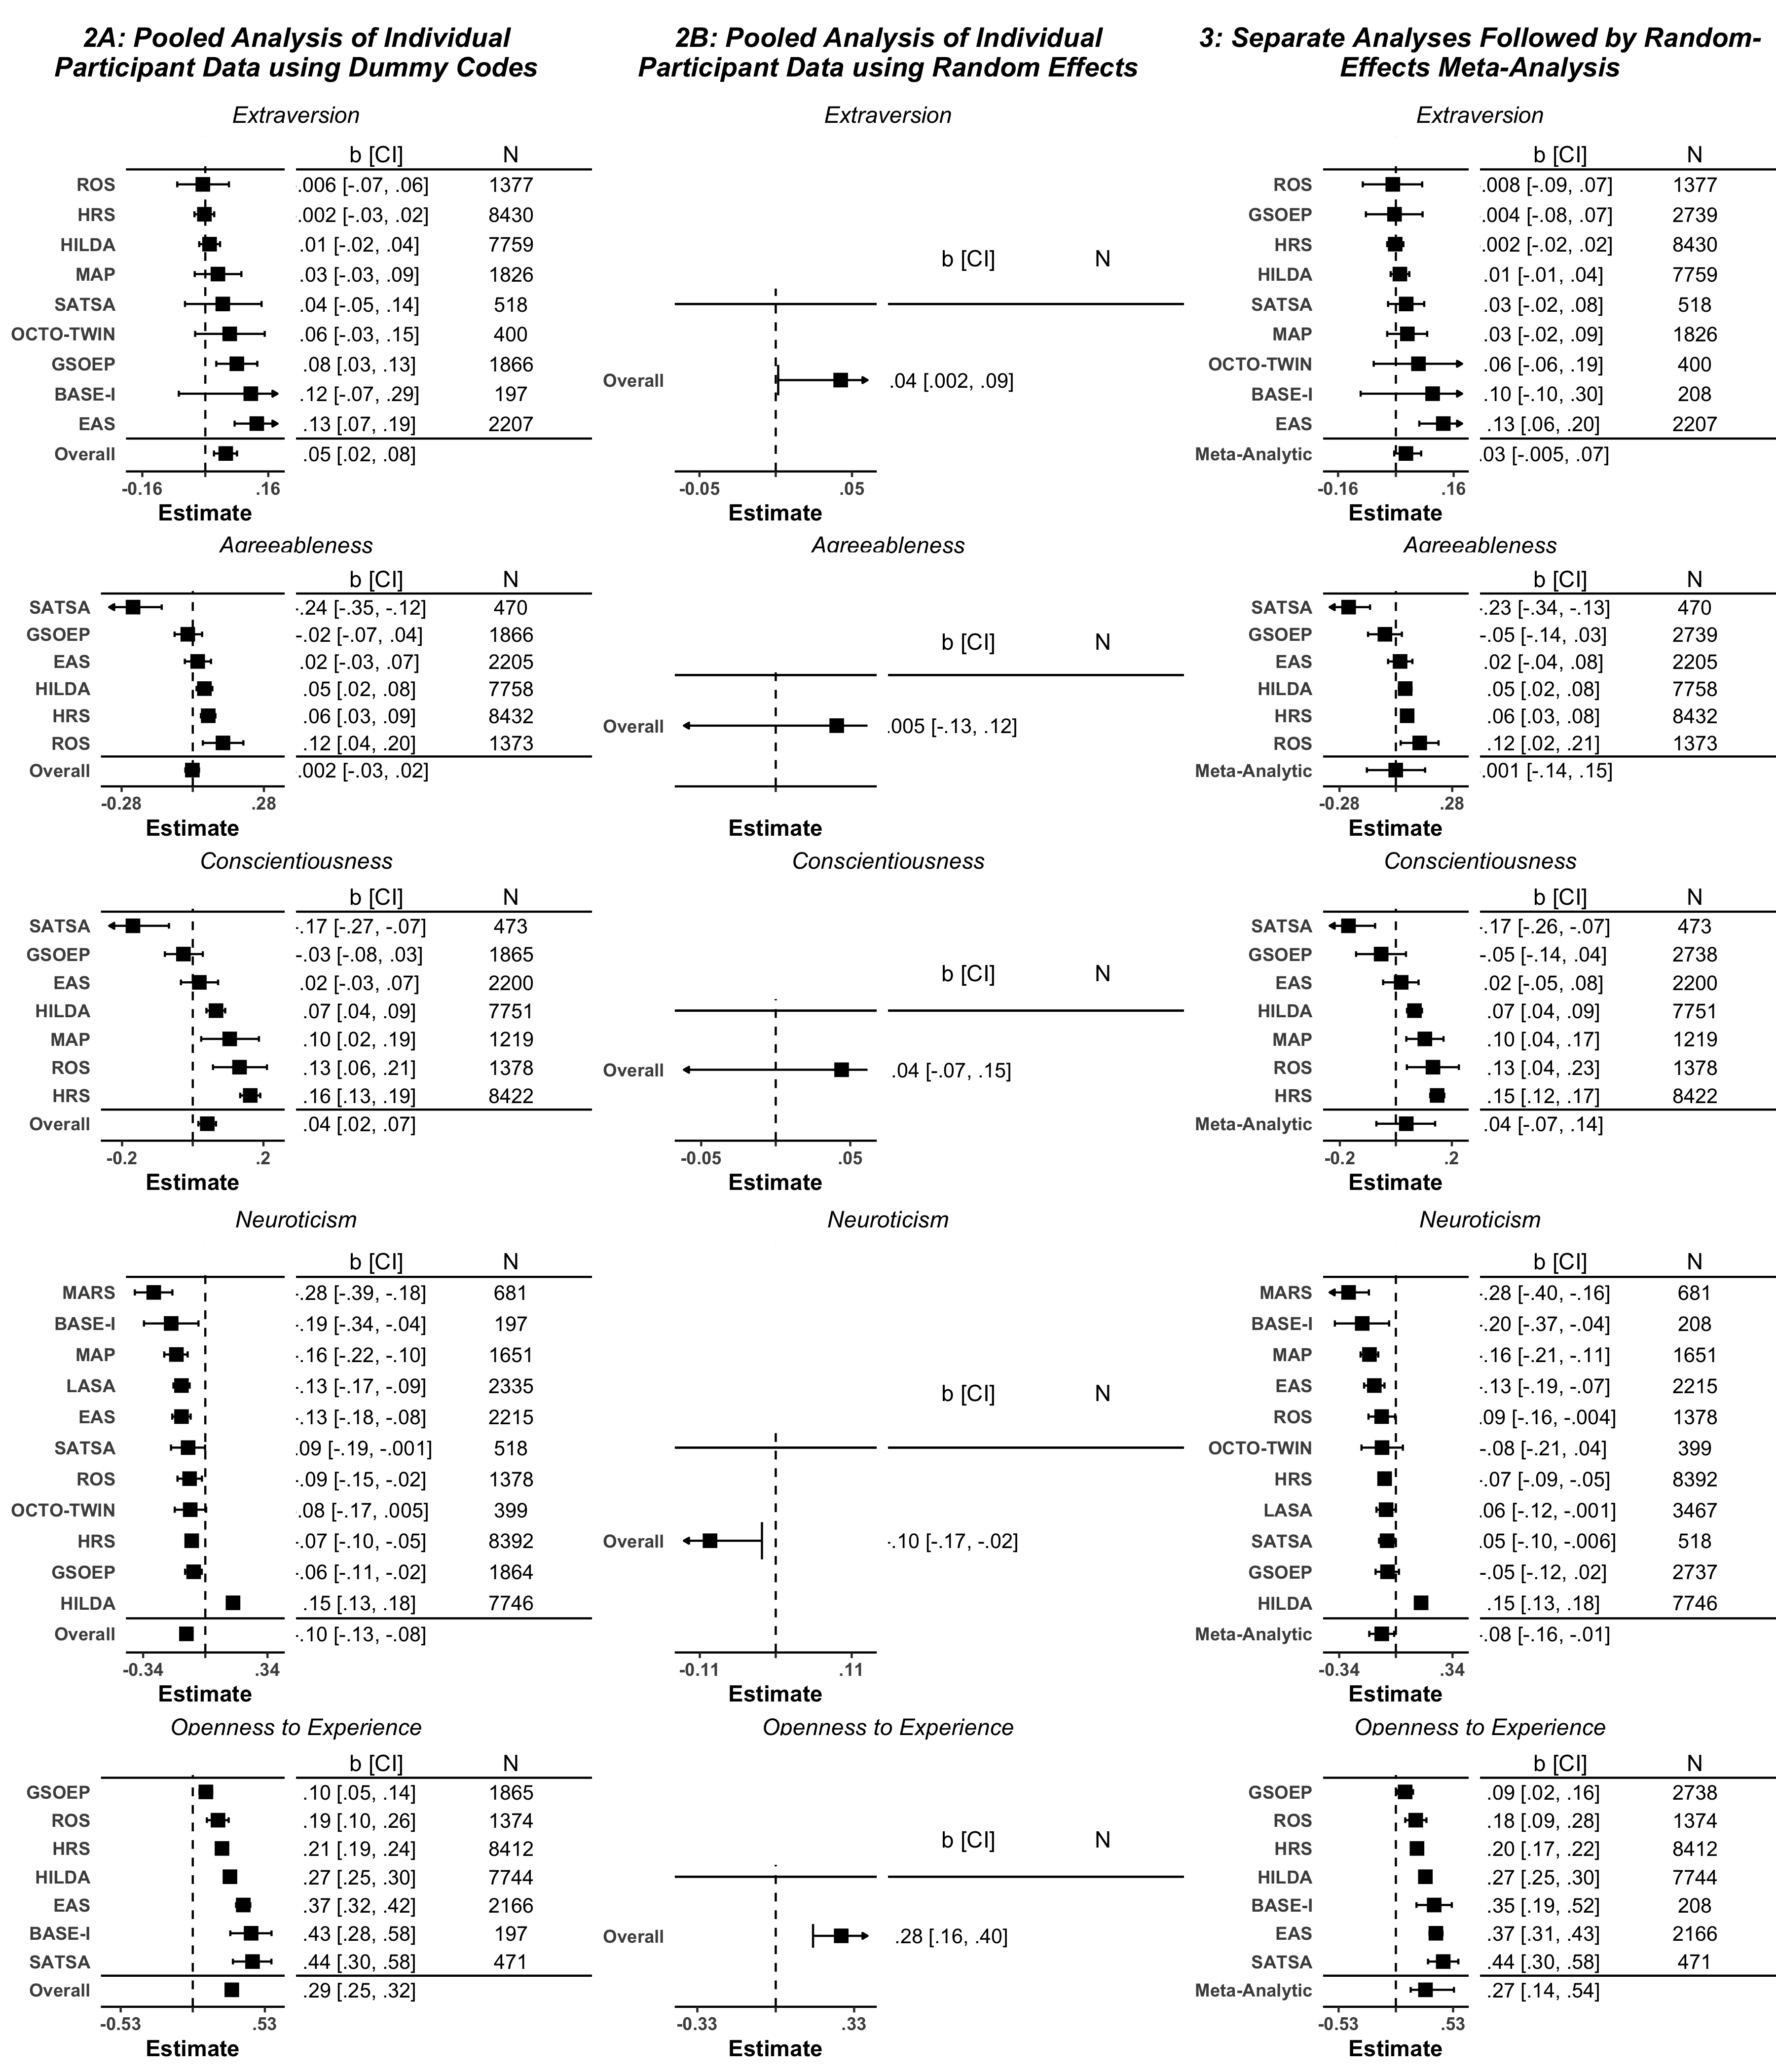 2A: Pooled Analysis of Individual
Participant Data using Dummy Codes
Extraversion
b [CI] N
ROS .006 [-.07, .06] 1377
HRS .002 [-.03, .02] 8430
HILDA .01 [-.02, .04] 7759
MAP .03 [-.03, .09] 1826
SATSA .04 [-.05, .14] 518
OCTO-TWIN .06 [-.03, .15] 400
GSOEP .08 [.03, .13] 1866
BASE-I .12 [-.07, .29] 197
EAS .13 [.07, .19] 2207
Overall .05 [.02, .08]
-0.16 .16
Estimate
Agreeableness
b [CI] N
SATSA -.24 [-.35, -.12] 470
GSOEP -.02 [-.07, .04] 1866
EAS .02 [-.03, .07] 2205
HILDA .05 [.02, .08] 7758
HRS .06 [.03, .09] 8432
ROS .12 [.04, .20] 1373
Overall .002 [-.03, .02]
-0.28 .28
Estimate
Conscientiousness
b [CI] N
SATSA -.17 [-.27, -.07] 473
GSOEP -.03 [-.08, .03] 1865
EAS .02 [-.03, .07] 2200
HILDA .07 [.04, .09] 7751
MAP .10 [.02, .19] 1219
ROS .13 [.06, .21] 1378
HRS .16 [.13, .19] 8422
Overall .04 [.02, .07]
-0.2 .2
Estimate
Neuroticism
b [CI] N
MARS -.28 [-.39, -.18] 681
BASE-I -.19 [-.34, -.04] 197
MAP -.16 [-.22, -.10] 1651
LASA -.13 [-.17, -.09] 2335
EAS -.13 [-.18, -.08] 2215
SATSA .09 [-.19, -.001] 518
ROS -.09 [-.15, -.02] 1378
OCTO-TWIN .08 [-.17, .005] 399
HRS -.07 [-.10, -.05] 8392
GSOEP -.06 [-.11, -.02] 1864
HILDA .15 [.13, .18] 7746
Overall -.10 [-.13, -.08]
-0.34 .34
Estimate
Openness to Experience
b [CI] N
GSOEP .10 [.05, .14] 1865
ROS .19 [.10, .26] 1374
HRS .21 [.19, .24] 8412
HILDA .27 [.25, .30] 7744
EAS .37 [.32, .42] 2166
BASE-I .43 [.28, .58] 197
SATSA .44 [.30, .58] 471
Overall .29 [.25, .32]
-0.53 .53
Estimate
2B: Pooled Analysis of Individual
Participant Data using Random Effects
Extraversion
b [CI] N
Overall .04 [.002, .09]
-0.05 .05
Estimate
Agreeableness
b [CI] N
Overall .005 [-.13, .12]
Estimate
Conscientiousness
b [CI] N
Overall .04 [-.07, .15]
-0.05 .05
Estimate
Neuroticism
b [CI] N
Overall -.10 [-.17, -.02]
-0.11 .11
Estimate
Openness to Experience
b [CI] N
Overall .28 [.16, .40]
-0.33 .33
Estimate
3: Separate Analyses Followed by Random-
Effects Meta-Analysis
Extraversion
b [CI] N
ROS .008 [-.09, .07] 1377
GSOEP .004 [-.08, .07] 2739
HRS .002 [-.02, .02] 8430
HILDA .01 [-.01, .04] 7759
SATSA .03 [-.02, .08] 518
MAP .03 [-.02, .09] 1826
OCTO-TWIN .06 [-.06, .19] 400
BASE-I .10 [-.10, .30] 208
EAS .13 [.06, .20] 2207
Meta-Analytic .03 [-.005, .07]
-0.16 .16
Estimate
Agreeableness
b [CI] N
SATSA -.23 [-.34, -.13] 470
GSOEP -.05 [-.14, .03] 2739
EAS .02 [-.04, .08] 2205
HILDA .05 [.02, .08] 7758
HRS .06 [.03, .08] 8432
ROS .12 [.02, .21] 1373
Meta-Analytic .001 [-.14, .15]
-0.28 .28
Estimate
Conscientiousness
b [CI] N
SATSA -.17 [-.26, -.07] 473
GSOEP -.05 [-.14, .04] 2738
EAS .02 [-.05, .08] 2200
HILDA .07 [.04, .09] 7751
MAP .10 [.04, .17] 1219
ROS .13 [.04, .23] 1378
HRS .15 [.12, .17] 8422
Meta-Analytic .04 [-.07, .14]
-0.2 .2
Estimate
Neuroticism
b [CI] N
MARS -.28 [-.40, -.16] 681
BASE-I -.20 [-.37, -.04] 208
MAP -.16 [-.21, -.11] 1651
EAS -.13 [-.19, -.07] 2215
ROS .09 [-.16, -.004] 1378
OCTO-TWIN -.08 [-.21, .04] 399
HRS -.07 [-.09, -.05] 8392
LASA .06 [-.12, -.001] 3467
SATSA .05 [-.10, -.006] 518
GSOEP -.05 [-.12, .02] 2737
HILDA .15 [.13, .18] 7746
Meta-Analytic -.08 [-.16, -.01]
-0.34 .34
Estimate
Openness to Experience
b [CI] N
GSOEP .09 [.02, .16] 2738
ROS .18 [.09, .28] 1374
HRS .20 [.17, .22] 8412
HILDA .27 [.25, .30] 7744
BASE-I .35 [.19, .52] 208
EAS .37 [.31, .43] 2166
SATSA .44 [.30, .58] 471
Meta-Analytic .27 [.14, .54]
-0.53 .53
Estimate